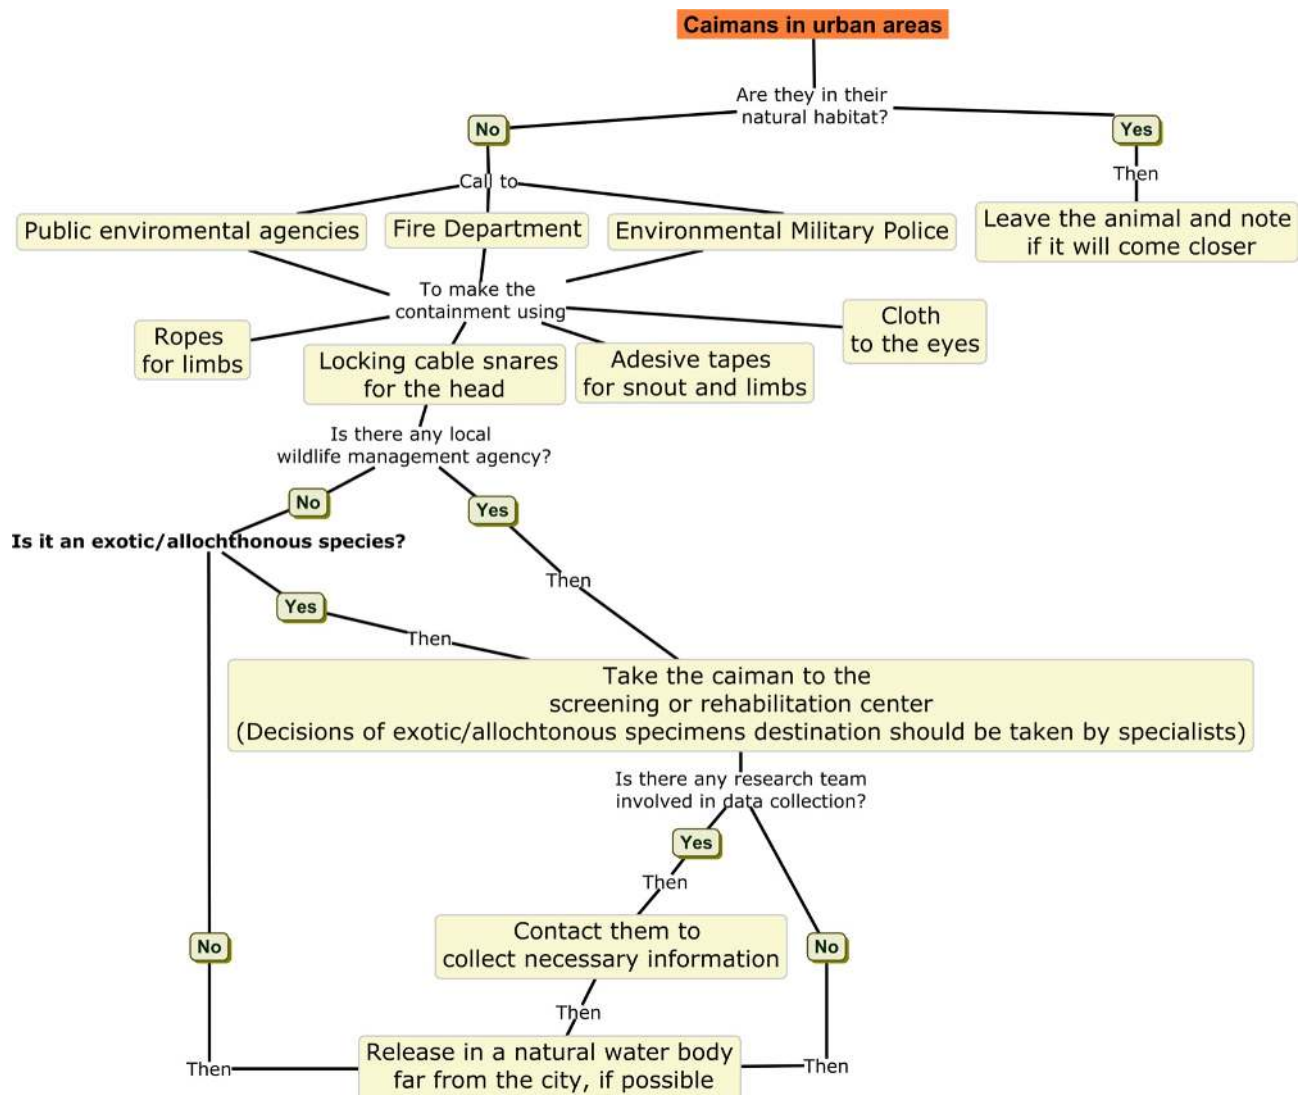 Caimans in urban areas
Are they in their
natural habitat?
No
Yes
Call to
Then
Public enviromental agencies
Fire Department
Environmental Military Police
Leave the animal and note
if it will come closer
To make the
containment using
Ropes
for limbs
Locking cable snares
for the head
Adesive tapes
for snout and limbs
Cloth
to the eyes
Is there any local
wildlife management agency?
No
Yes
Is it an exotic/allochthonous species?
Then
Yes
Then
Take the caiman to the
screening or rehabilitation center
(Decisions of exotic/allochtonous specimens destination should be taken by specialists)
Is there any research team
involved in data collection?
Yes
Then
Contact them to
collect necessary information
No
No
Then
Release in a natural water body
far from the city, if possible
Then
Then